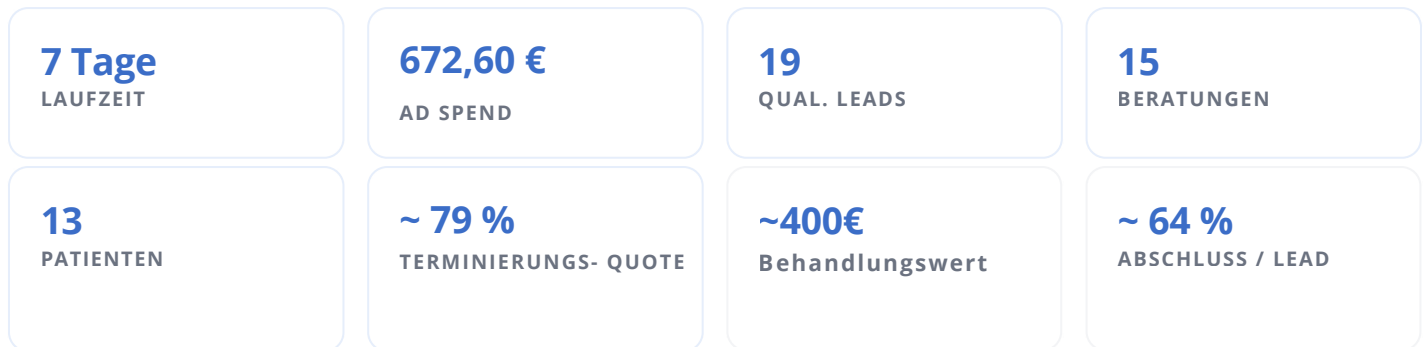 7 Tage
LAUFZEIT
672,60 €
AD SPEND
19
QUAL. LEADS
15
BERATUNGEN
13
PATIENTEN
~ 79 %
TERMINIERUNGS- QUOTE
~400€
Behandlungswert
~ 64 %
ABSCHLUSS / LEAD